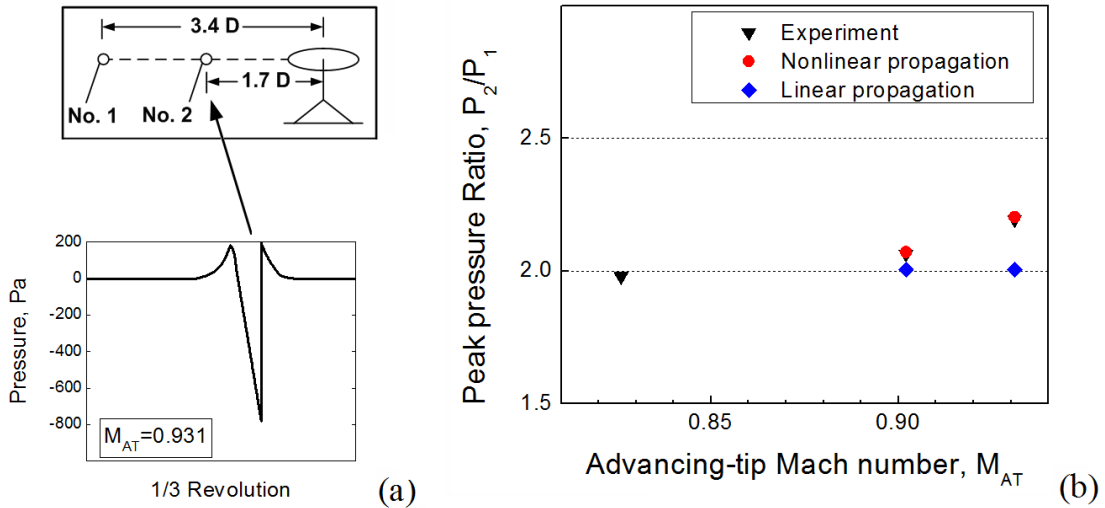 3.4 D
1.7 D
No. 1
No. 2
200
0
-200
-400
-600
-800
Pressure, Pa
M_AT=0.931
1/3 Revolution
(a)
Experiment
Nonlinear propagation
Linear propagation
2.5
2.0
1.5
Peak pressure Ratio, P_2/P_1
0.85
0.90
Advancing-tip Mach number, M_AT
(b)